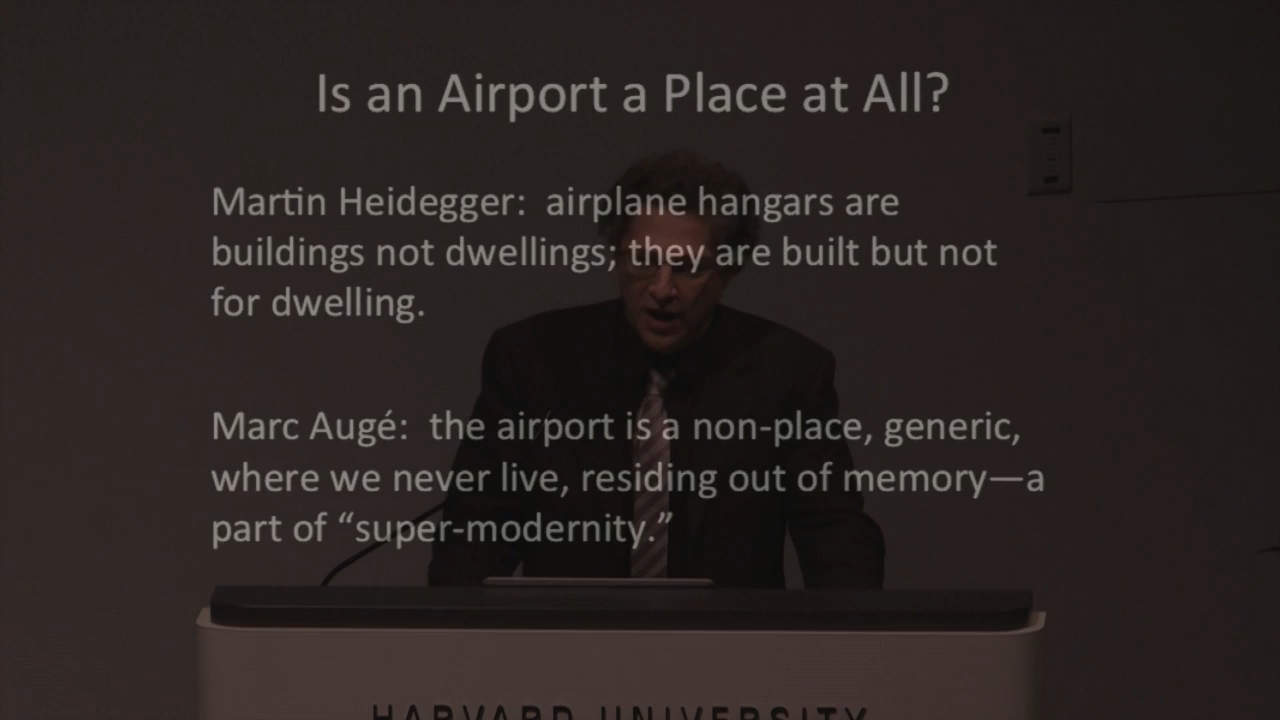 Is an Airport a Place at All?
Martin Heidegger:  airplane hangars are
buildings not dwellings; they are built but not
for dwelling.
Marc Augé:  the airport is a non-place, generic,
where we never live, residing out of memory—a
part of “super-modernity.”
HARVARD UNIVERSITY